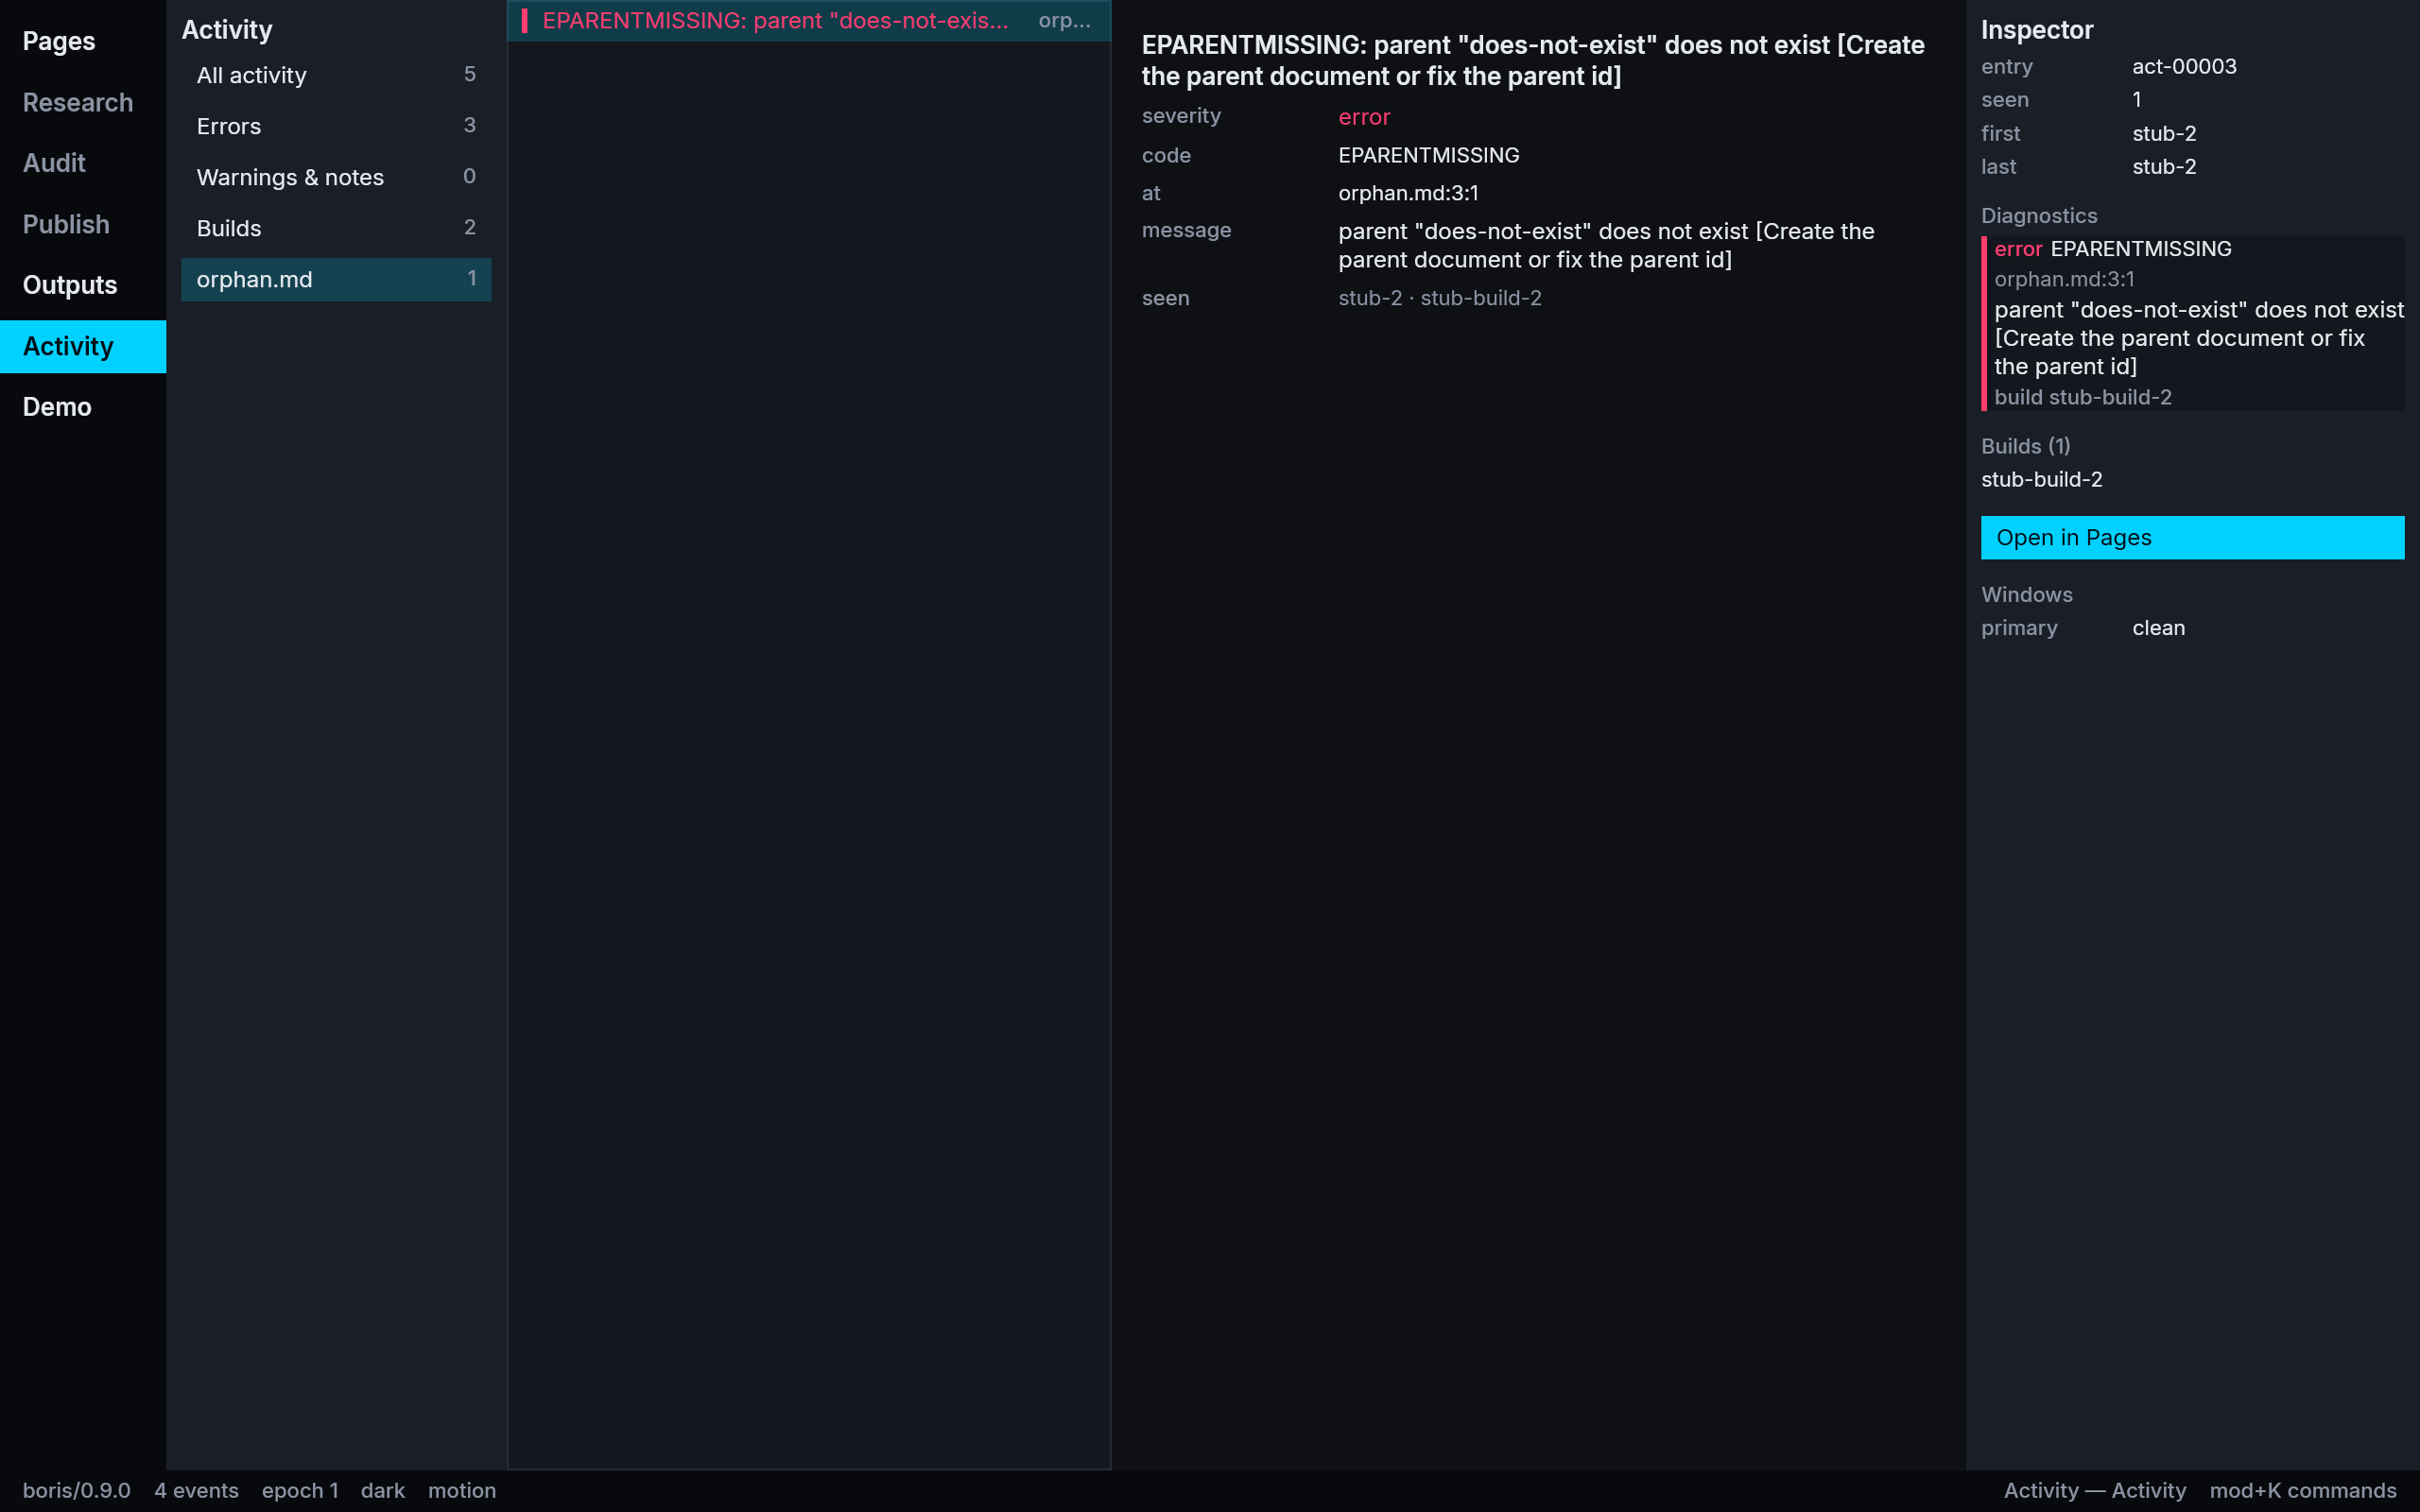 Pages
Research
Audit
Publish
Outputs
Activity
Demo
Activity
All activity 5
Errors 3
Warnings & notes 0
Builds 2
orphan.md 1
EPARENTMISSING: parent "does-not-exis... orp...
EPARENTMISSING: parent "does-not-exist" does not exist [Create
the parent document or fix the parent id]
severity error
code EPARENTMISSING
at orphan.md:3:1
message parent "does-not-exist" does not exist [Create the
parent document or fix the parent id]
seen stub-2 · stub-build-2
Inspector
entry act-00003
seen 1
first stub-2
last stub-2
Diagnostics
error EPARENTMISSING
orphan.md:3:1
parent "does-not-exist" does not exist
[Create the parent document or fix
the parent id]
build stub-build-2
Builds (1)
stub-build-2
Open in Pages
Windows
primary clean
boris/0.9.0 4 events epoch 1 dark motion
Activity — Activity mod+K commands